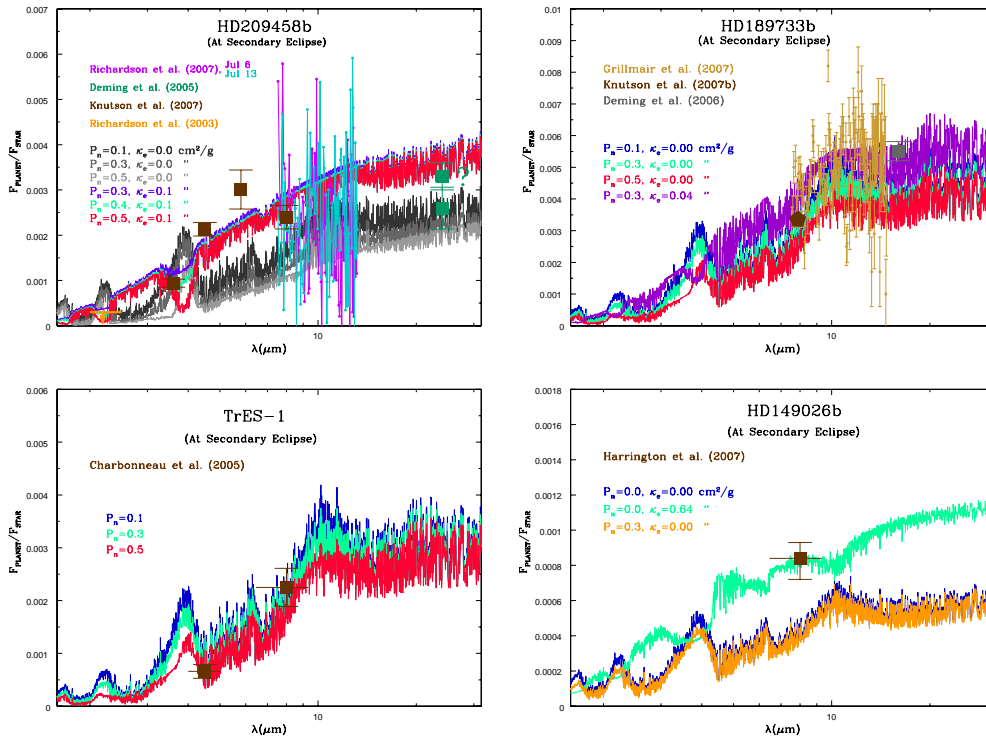 HD209458b
(At Secondary Eclipse)
Richardson et al. (2007), Jul 6
Jul 13
Deming et al (2005)
Knutson et al. (2007)
Richardson et al. (2003)
Pn=0.1, κe=0.0 cm²/g
Pn=0.3, κe=0.0 "
Pn=0.5, κe=0.0 "
Pn=0.3, κe=0.1 "
Pn=0.4, κe=0.1 "
Pn=0.5, κe=0.1 "
?
0.007
0.006
0.005
0.004
0.003
0.002
0.001
0
10
FPLANET/FSTAR
λ(μm)
HD189733b
(At Secondary Eclipse)
Grillmair et al. (2007)
Knutson et al. (2007b)
Deming et al. (2006)
Pn=0.1, κe=0.00 cm²/g
Pn=0.3, κe=0.00 "
Pn=0.5, κe=0.00 "
Pn=0.3, κe=0.04 "
0.01
0.009
0.008
0.007
0.006
0.005
0.004
0.003
0.002
0.001
0
10
FPLANET/FSTAR
λ(μm)
TrES-1
(At Secondary Eclipse)
Charbonneau et al. (2005)
Pn=0.1
Pn=0.3
Pn=0.5
0.006
0.005
0.004
0.003
0.002
0.001
0
10
FPLANET/FSTAR
λ(μm)
HD149026b
(At Secondary Eclipse)
Harrington et al. (2007)
Pn=0.0, κe=0.00 cm²/g
Pn=0.0, κe=0.64 "
Pn=0.3, κe=0.00 "
0.0018
0.0016
0.0014
0.0012
0.001
0.0008
0.0006
0.0004
0.0002
0
10
FPLANET/FSTAR
λ(μm)